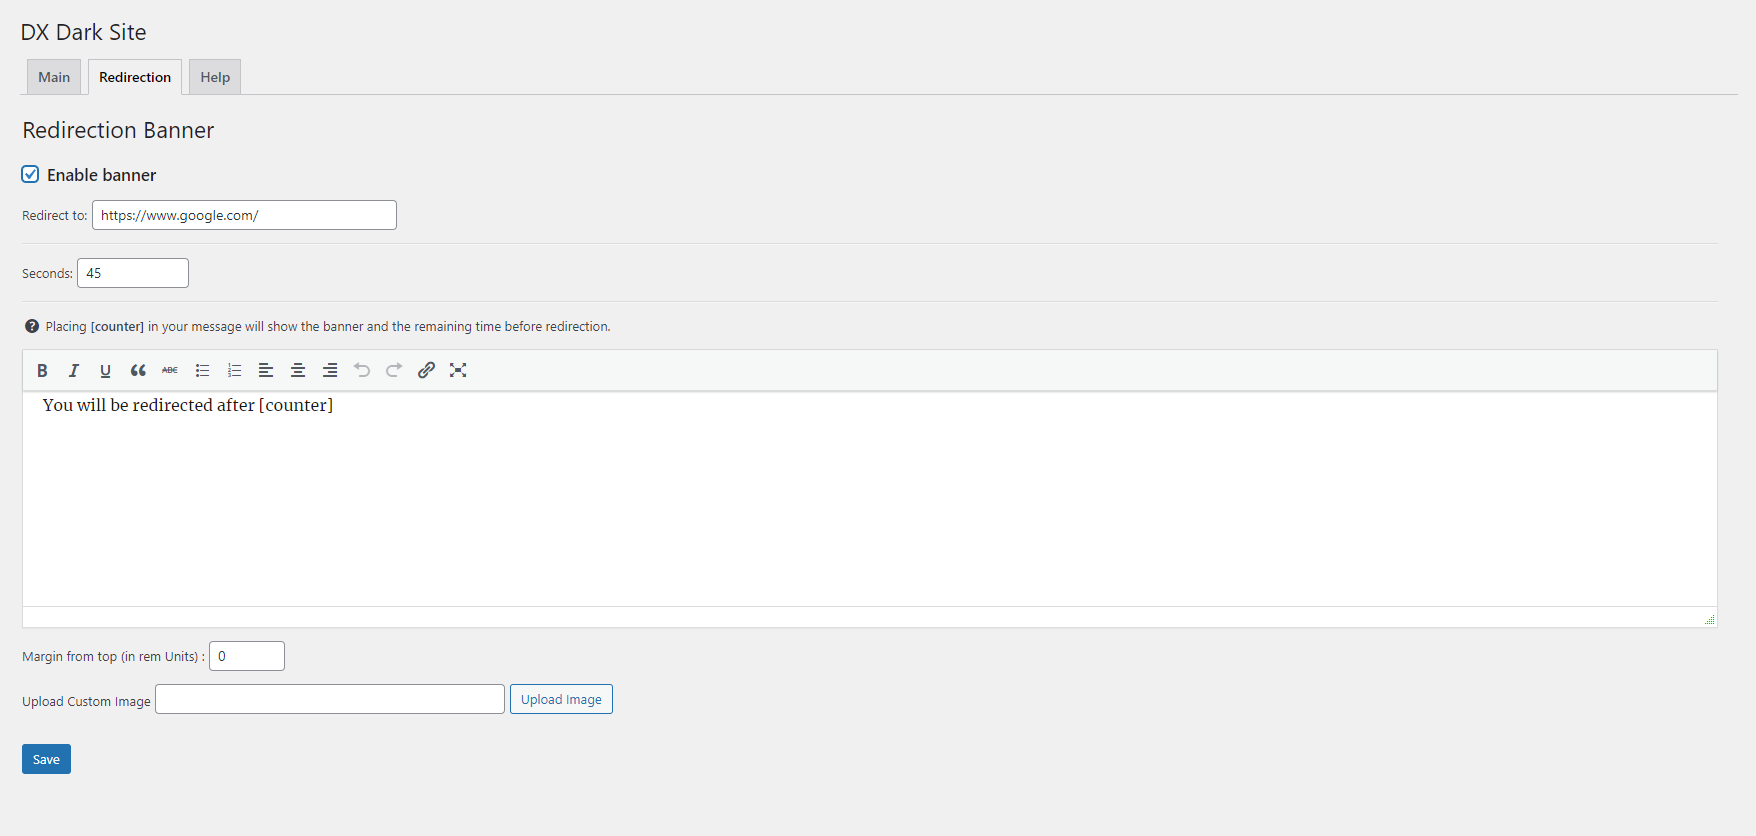 DX Dark Site
Main Redirection Help
Redirection Banner
Enable banner
Redirect to: https://www.google.com/
Seconds: 45
Placing [counter] in your message will show the banner and the remaining time before redirection.
B I U ABC
You will be redirected after [counter]
Margin from top (in rem Units) : 0
Upload Custom Image Upload Image
Save